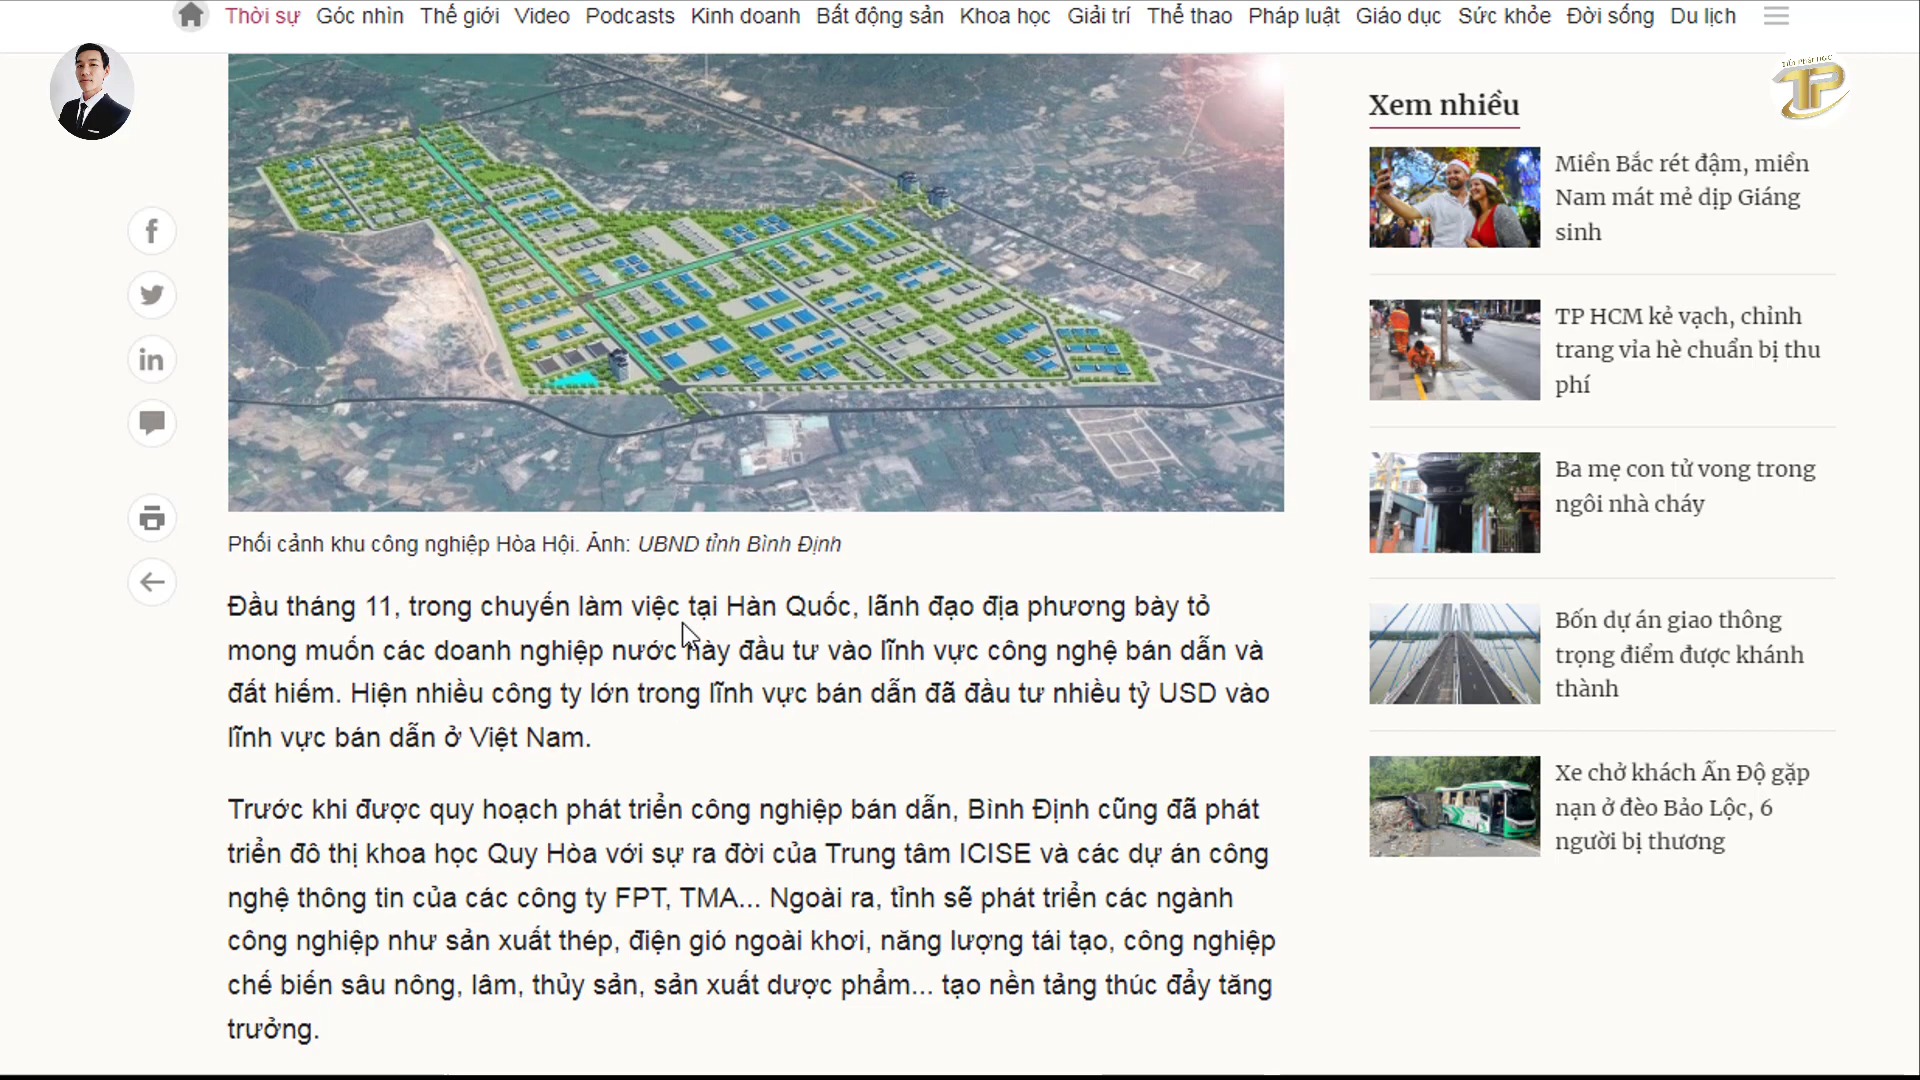 Thời sự Góc nhìn Thế giới Video Podcasts Kinh doanh Bất động sản Khoa học Giải trí Thể thao Pháp luật Giáo dục Sức khỏe Đời sống Du lịch
TP
Phối cảnh khu công nghiệp Hòa Hội. Ảnh: UBND tỉnh Bình Định
Đầu tháng 11, trong chuyến làm việc tại Hàn Quốc, lãnh đạo địa phương bày tỏ
mong muốn các doanh nghiệp nước này đầu tư vào lĩnh vực công nghệ bán dẫn và
đất hiếm. Hiện nhiều công ty lớn trong lĩnh vực bán dẫn đã đầu tư nhiều tỷ USD vào
lĩnh vực bán dẫn ở Việt Nam.
Trước khi được quy hoạch phát triển công nghiệp bán dẫn, Bình Định cũng đã phát
triển đô thị khoa học Quy Hòa với sự ra đời của Trung tâm ICISE và các dự án công
nghệ thông tin của các công ty FPT, TMA... Ngoài ra, tỉnh sẽ phát triển các ngành
công nghiệp như sản xuất thép, điện gió ngoài khơi, năng lượng tái tạo, công nghiệp
chế biến sâu nông, lâm, thủy sản, sản xuất dược phẩm... tạo nền tảng thúc đẩy tăng
trưởng.
Xem nhiều
Miền Bắc rét đậm, miền
Nam mát mẻ dịp Giáng
sinh
TP HCM kẻ vạch, chỉnh
trang vỉa hè chuẩn bị thu
phí
Ba mẹ con tử vong trong
ngôi nhà cháy
Bốn dự án giao thông
trọng điểm được khánh
thành
Xe chở khách Ấn Độ gặp
nạn ở đèo Bảo Lộc, 6
người bị thương